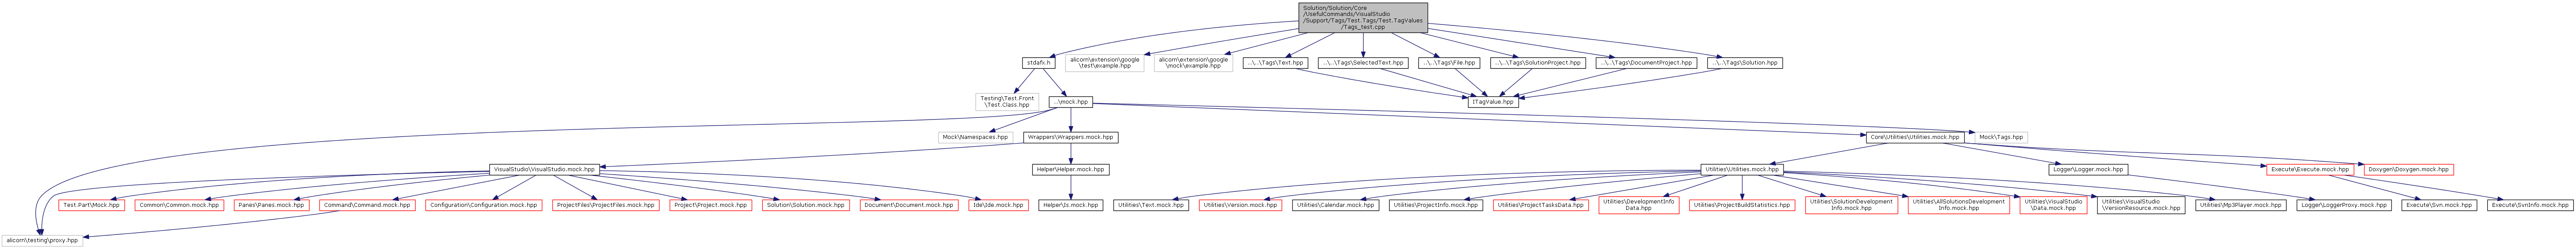 Solution/Solution/Core
/UsefulCommands/VisualStudio
/Support/Tags/Test.Tags/Test.TagValues
/Tags_test.cpp
stdafx.h
alicorn\extension\google
\test\example.hpp
alicorn\extension\google
\mock\example.hpp
..\..\Tags\Text.hpp
..\..\Tags\SelectedText.hpp
..\..\Tags\File.hpp
..\..\Tags\SolutionProject.hpp
..\..\Tags\DocumentProject.hpp
..\..\Tags\Solution.hpp
Testing\Test.Front
\Test.Class.hpp
..\mock.hpp
ITagValue.hpp
Mock\Namespaces.hpp
Wrappers\Wrappers.mock.hpp
Core\Utilities\Utilities.mock.hpp
Mock\Tags.hpp
VisualStudio\VisualStudio.mock.hpp
Helper\Helper.mock.hpp
Utilities\Utilities.mock.hpp
Logger\Logger.mock.hpp
Execute\Execute.mock.hpp
Doxygen\Doxygen.mock.hpp
Test.Part\Mock.hpp
Common\Common.mock.hpp
Panes\Panes.mock.hpp
Command\Command.mock.hpp
Configuration\Configuration.mock.hpp
ProjectFiles\ProjectFiles.mock.hpp
Project\Project.mock.hpp
Solution\Solution.mock.hpp
Document\Document.mock.hpp
Ide\Ide.mock.hpp
Helper\Is.mock.hpp
Utilities\Text.mock.hpp
Utilities\Version.mock.hpp
Utilities\Calendar.mock.hpp
Utilities\ProjectInfo.mock.hpp
Utilities\ProjectTasksData.hpp
Utilities\DevelopmentInfo
Data.hpp
Utilities\ProjectBuildStatistics.hpp
Utilities\SolutionDevelopment
Info.mock.hpp
Utilities\AllSolutionsDevelopment
Info.mock.hpp
Utilities\VisualStudio
\Data.mock.hpp
Utilities\VisualStudio
\VersionResource.mock.hpp
Utilities\Mp3Player.mock.hpp
Logger\LoggerProxy.mock.hpp
Execute\Svn.mock.hpp
Execute\SvnInfo.mock.hpp
alicorn\testing\proxy.hpp